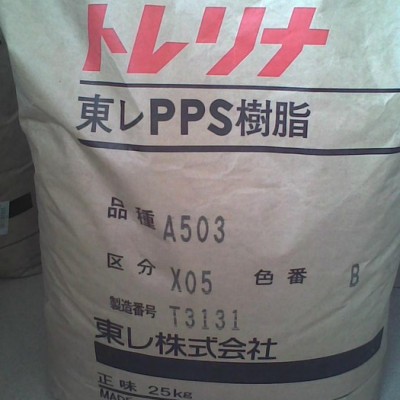 トレリナ
東レPPS樹脂
品種 A503
区分 X05 色番 B
製造番号 T3131
東レ株式会社
正味 25kg
MADE